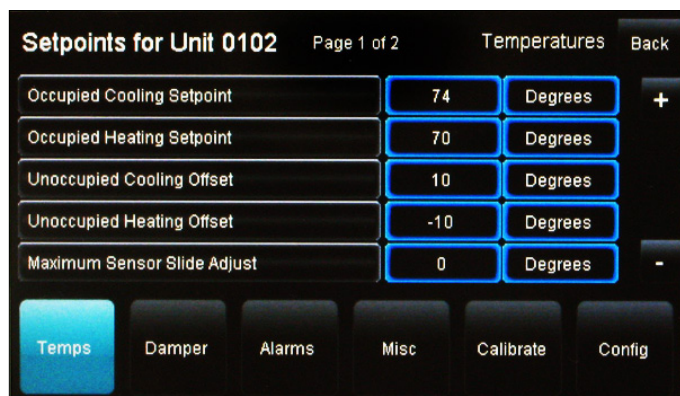 Setpoints for Unit 0102 Page 1 of 2 Temperatures Back
Occupied Cooling Setpoint 74 Degrees +
Occupied Heating Setpoint 70 Degrees
Unoccupied Cooling Offset 10 Degrees
Unoccupied Heating Offset -10 Degrees
Maximum Sensor Slide Adjust 0 Degrees -
Temps Damper Alarms Misc Calibrate Config